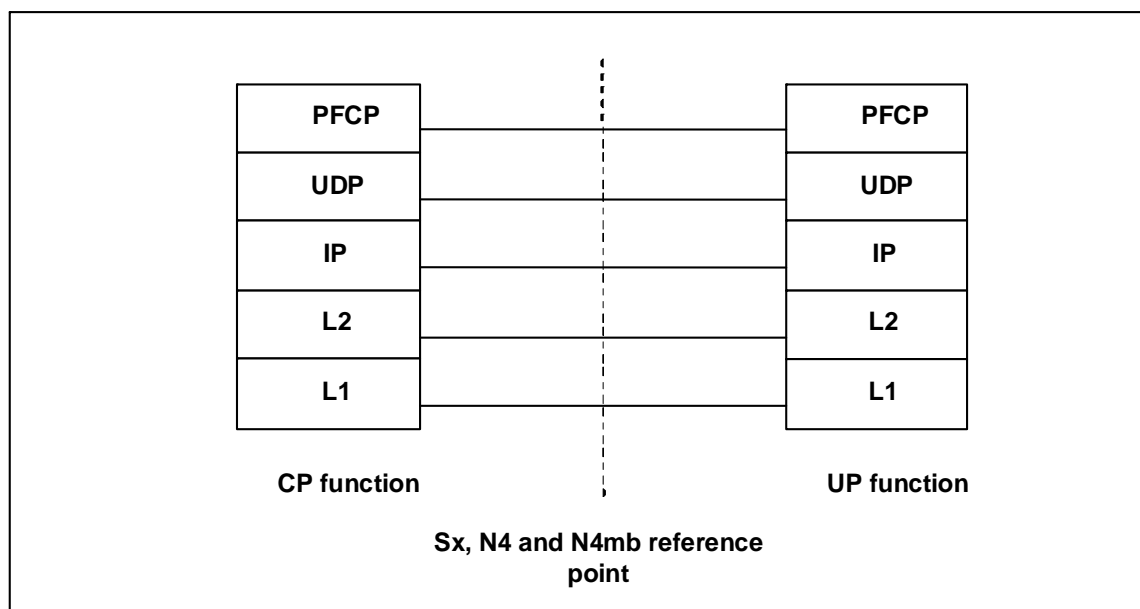 PFCP
PFCP
UDP
UDP
IP
IP
L2
L2
L1
L1
CP function
UP function
Sx, N4 and N4mb reference
point